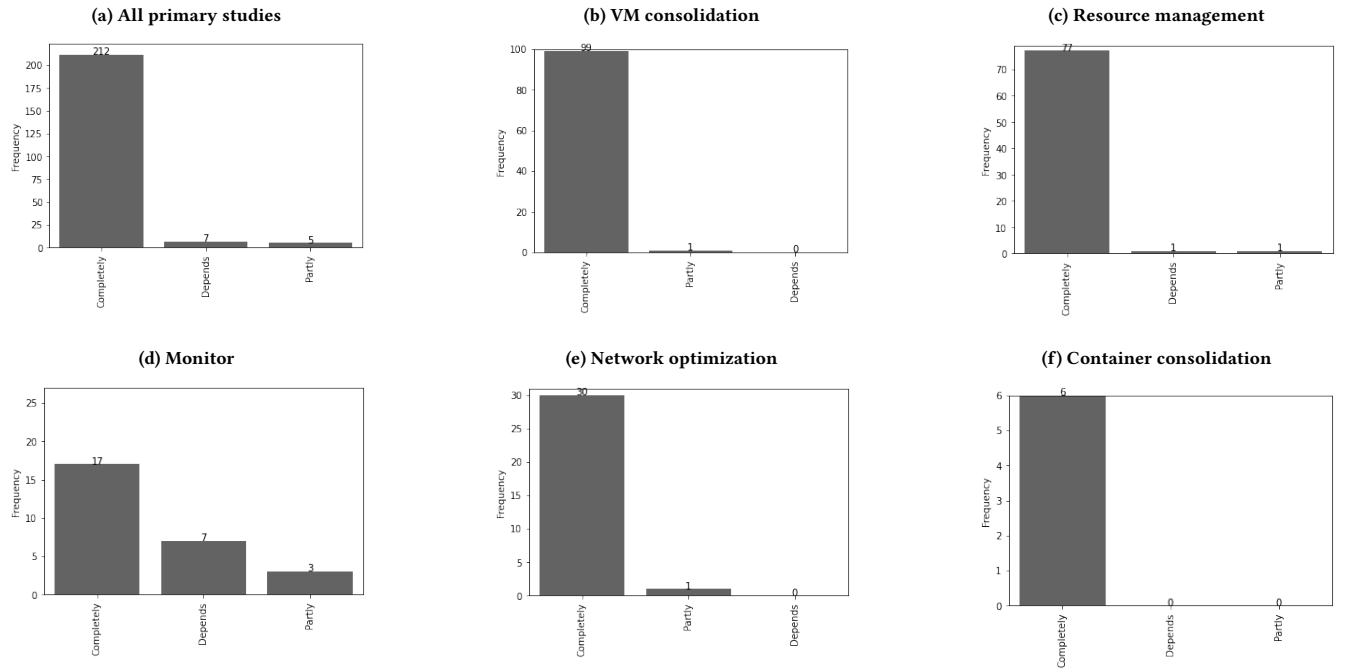 (a) All primary studies
212
200
175
150
125
100
75
50
25
0
7
5
Frequency
Completely
Depends
Partly
(b) VM consolidation
99
100
80
60
40
20
0
1
0
Frequency
Completely
Partly
Depends
(c) Resource management
77
70
60
50
40
30
20
10
0
1
1
Frequency
Completely
Depends
Partly
(d) Monitor
25
20
15
10
5
0
17
7
3
Frequency
Completely
Depends
Partly
(e) Network optimization
30
30
25
20
15
10
5
0
1
0
Frequency
Completely
Partly
Depends
(f) Container consolidation
6
6
5
4
3
2
1
0
0
0
Frequency
Completely
Depends
Partly